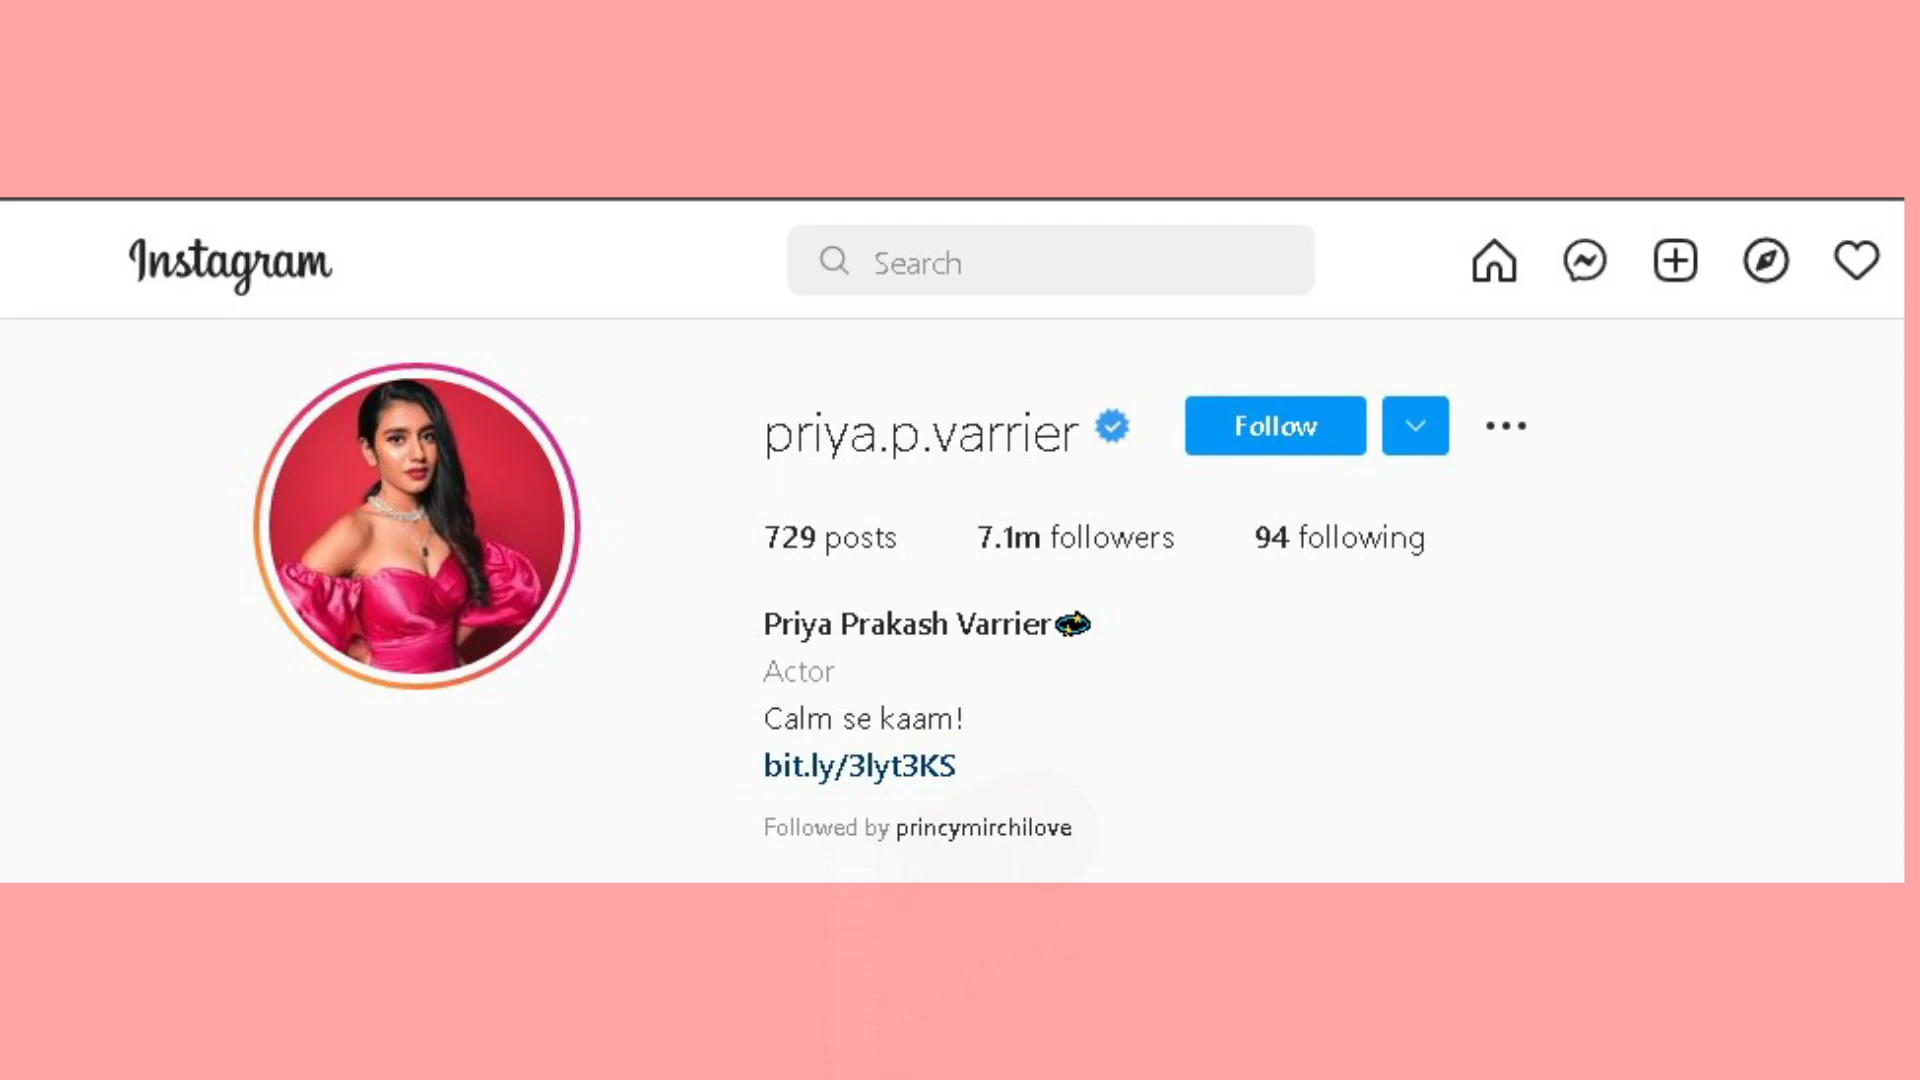 Instagram
Search
priya.p.varrier
Follow
729 posts 7.1m followers 94 following
Priya Prakash Varrier💫
Actor
Calm se kaam!
bit.ly/3lyt3KS
Followed by princymirchilove